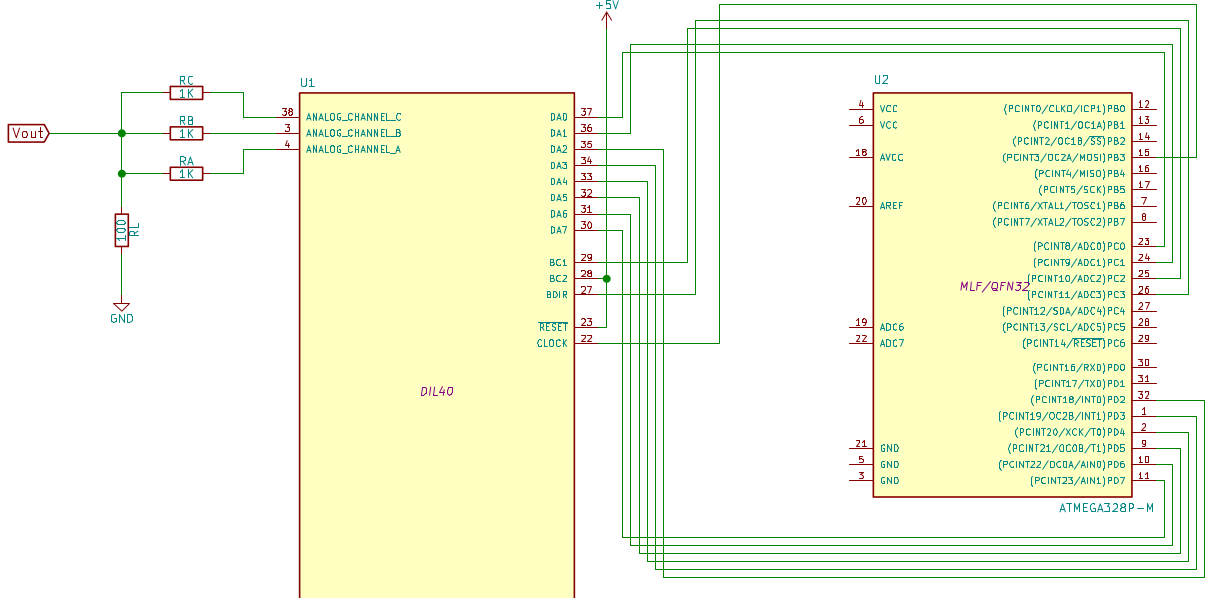 +5V
Vout
RC
1K
RB
1K
RA
1K
100
RL
GND
U1
38 ANALOG_CHANNEL_C
3 ANALOG_CHANNEL_B
4 ANALOG_CHANNEL_A
DA0 37
DA1 36
DA2 35
DA3 34
DA4 33
DA5 32
DA6 31
DA7 30
BC1 29
BC2 28
BDIR 27
RESET 23
CLOCK 22
DIL40
U2
4 VCC
6 VCC
18 AVCC
20 AREF
19 ADC6
22 ADC7
21 GND
5 GND
3 GND
MLF/QFN32
(PCINT0/CLKO/ICP1)PB0 12
(PCINT1/OC1A)PB1 13
(PCINT2/OC1B/SS)PB2 14
(PCINT3/OC2A/MOSI)PB3 15
(PCINT4/MISO)PB4 16
(PCINT5/SCK)PB5 17
(PCINT6/XTAL1/TOSC1)PB6 7
(PCINT7/XTAL2/TOSC2)PB7 8
(PCINT8/ADC0)PC0 23
(PCINT9/ADC1)PC1 24
(PCINT10/ADC2)PC2 25
(PCINT11/ADC3)PC3 26
(PCINT12/SDA/ADC4)PC4 27
(PCINT13/SCL/ADC5)PC5 28
(PCINT14/RESET)PC6 29
(PCINT16/RXD)PD0 30
(PCINT17/TXD)PD1 31
(PCINT18/INT0)PD2 32
(PCINT19/OC2B/INT1)PD3 1
(PCINT20/XCK/T0)PD4 2
(PCINT21/OC0B/T1)PD5 9
(PCINT22/OC0A/AIN0)PD6 10
(PCINT23/AIN1)PD7 11
ATMEGA328P-M